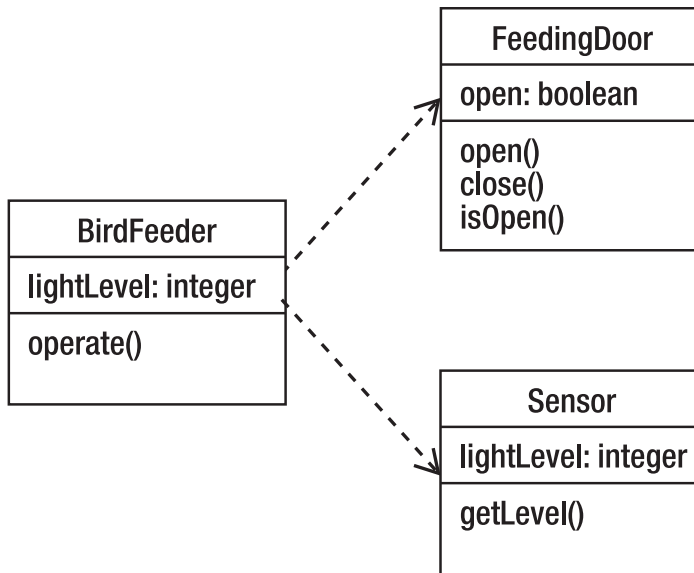 FeedingDoor
open: boolean
open()
close()
isOpen()
BirdFeeder
lightLevel: integer
operate()
Sensor
lightLevel: integer
getLevel()